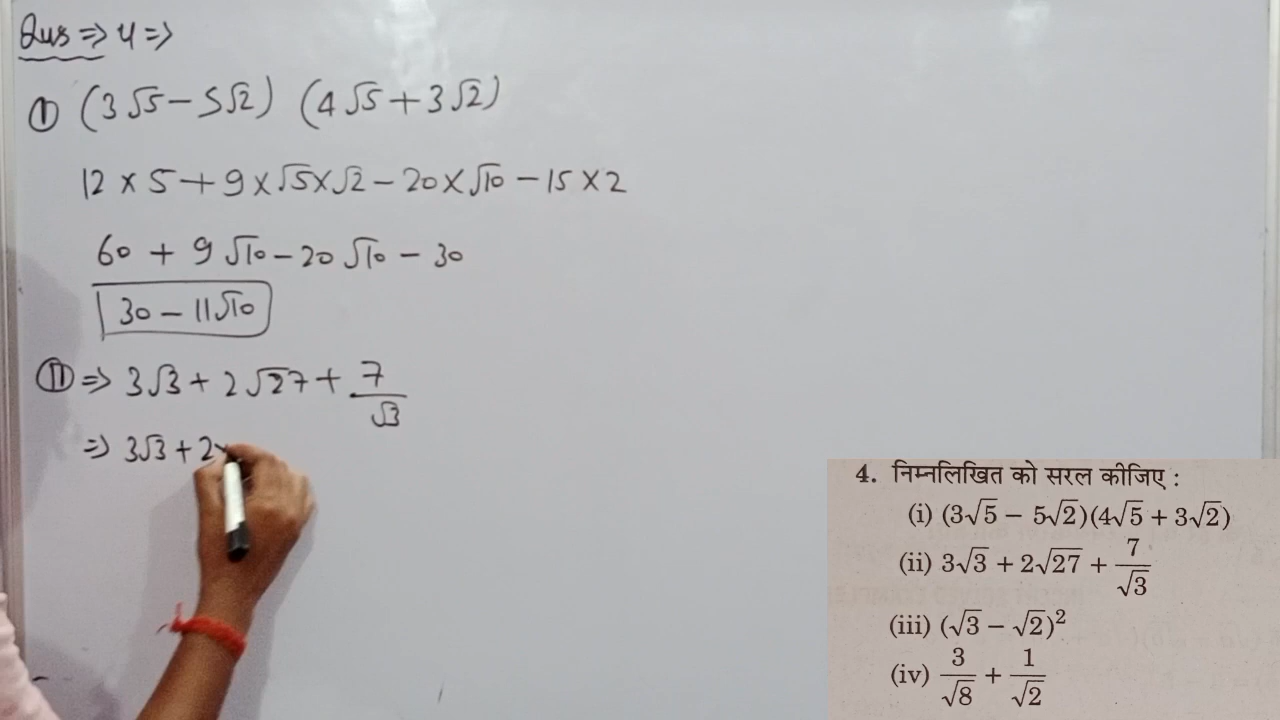 Qus => 4 =>
① (3√5 – 5√2) (4√5 + 3√2)
12 × 5 + 9 × √5 × √2 – 20 × √10 – 15 × 2
60 + 9√10 – 20√10 – 30
30 – 11√10
⑪ => 3√3 + 2√27 + 7/√3
=> 3√3 + 2×
4. निम्नलिखित को सरल कीजिए :
(i) (3√5 – 5√2)(4√5 + 3√2)
(ii) 3√3 + 2√27 + 7/√3
(iii) (√3 – √2)²
(iv) 3/√8 + 1/√2